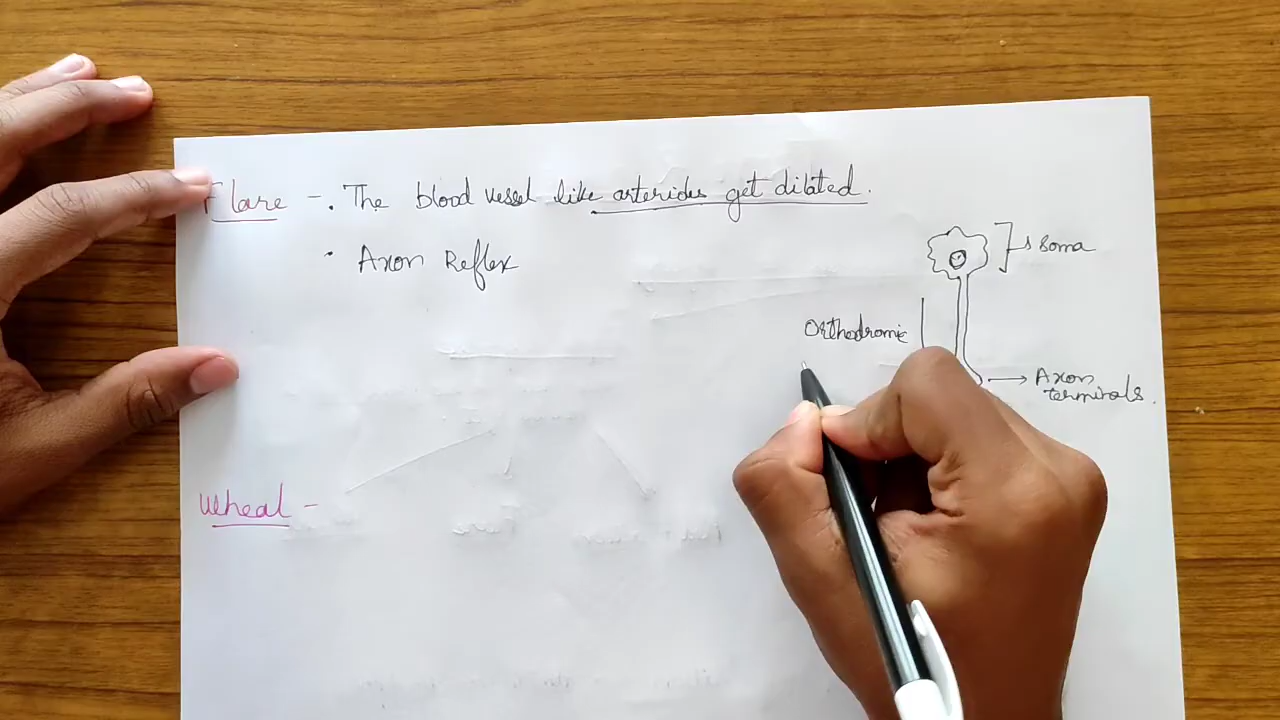 Flare - . The blood vessel like arterioles get dilated.
. Axon Reflex
Soma
Orthodromic
Axon
terminals.
Wheal -